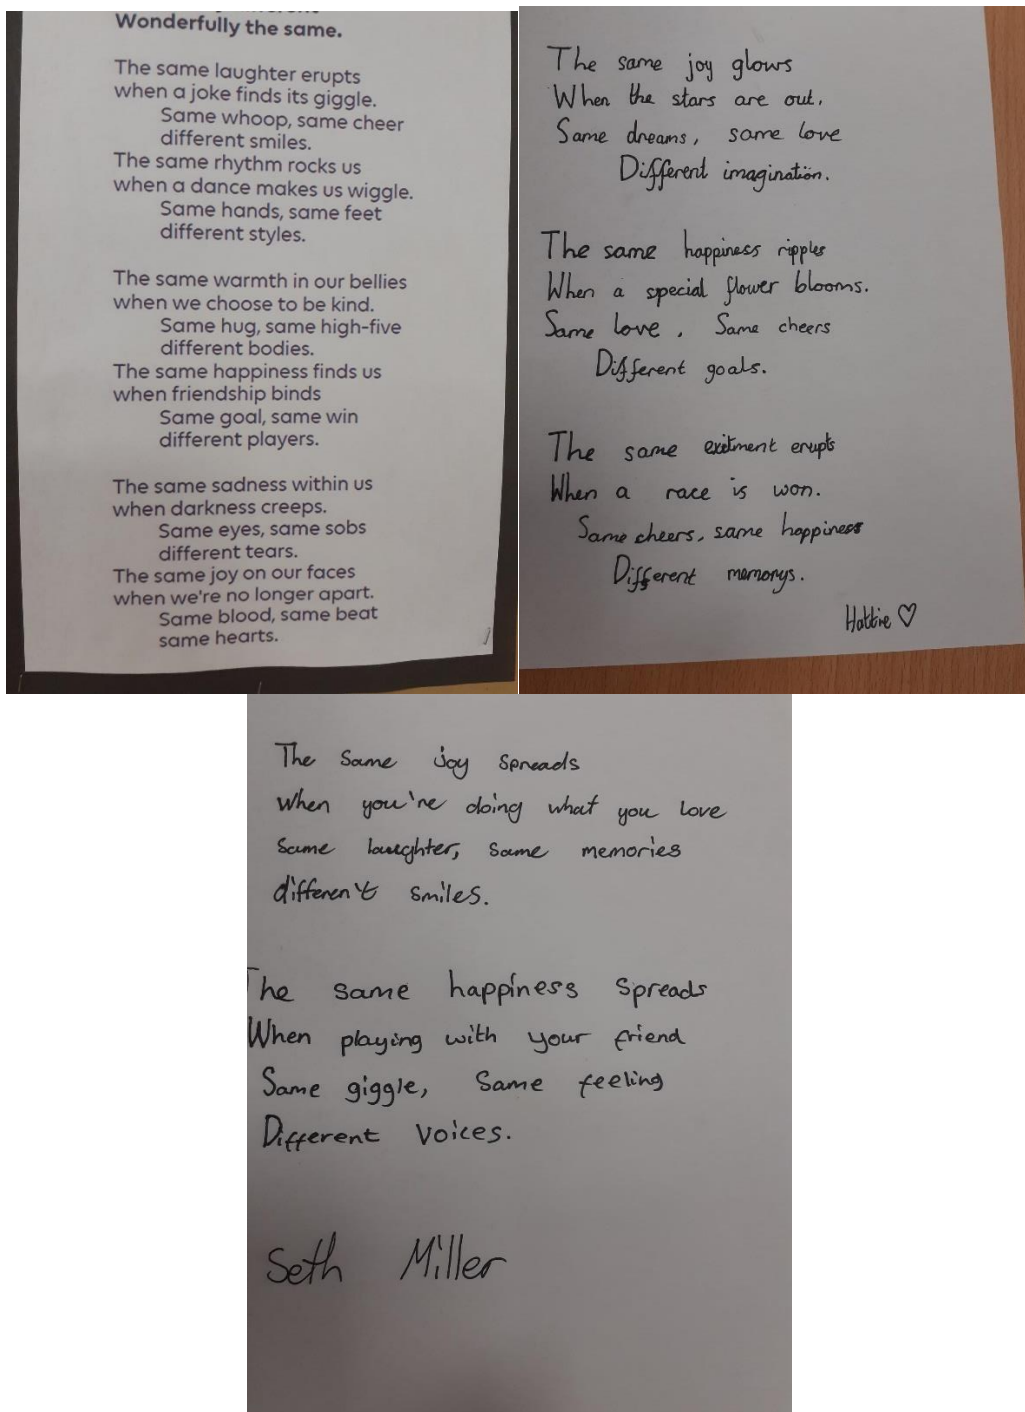 Wonderfully the same.
The same laughter erupts
when a joke finds its giggle.
Same whoop, same cheer
different smiles.
The same rhythm rocks us
when a dance makes us wiggle.
Same hands, same feet
different styles.
The same warmth in our bellies
when we choose to be kind.
Same hug, same high-five
different bodies.
The same happiness finds us
when friendship binds
Same goal, same win
different players.
The same sadness within us
when darkness creeps.
Same eyes, same sobs
different tears.
The same joy on our faces
when we're no longer apart.
Same blood, same beat
same hearts.
The same joy glows
When the stars are out.
Same dreams, same love
Different imagination.
The same happiness ripples
When a special flower blooms.
Same love, Same cheers
Different goals.
The same exitment erupts
When a race is won.
Same cheers, same happiness
Different memorys.
Hattie ♡
The same joy spreads
When you're doing what you love
same laughter, same memories
different smiles.
The same happiness spreads
When playing with your friend
Same giggle, Same feeling
Different voices.
Seth Miller